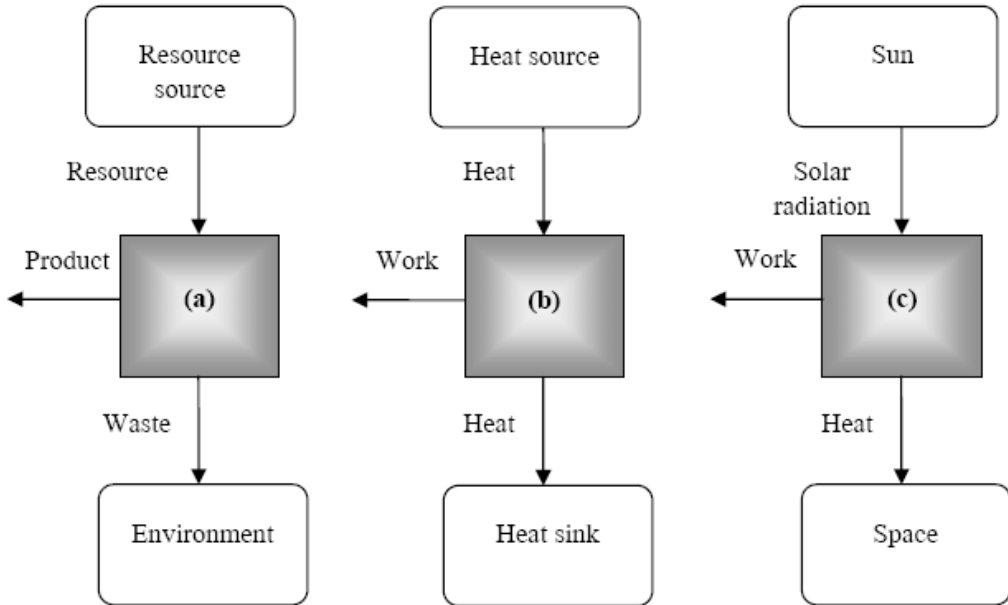 Resource
source
Resource
Product
(a)
Waste
Environment
Heat source
Heat
Work
(b)
Heat
Heat sink
Sun
Solar
radiation
Work
(c)
Heat
Space